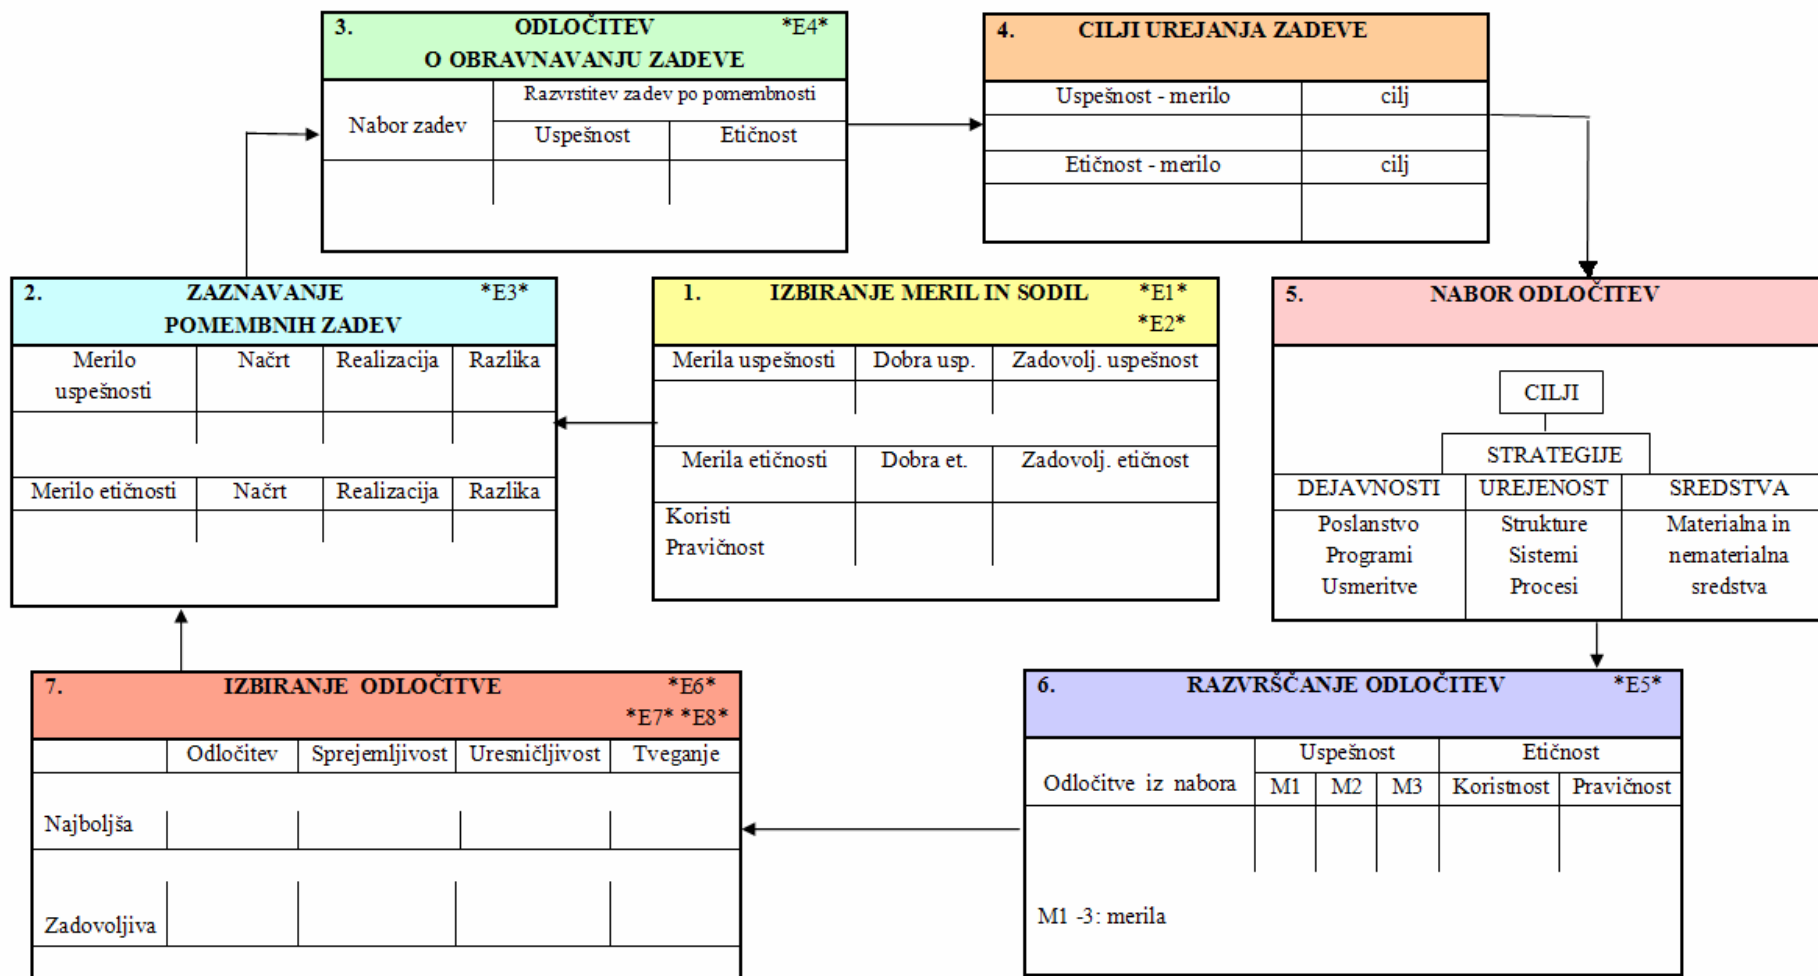 3. ODLOČITEV *E4*
O OBRAVNAVANJU ZADEVE
Razvrstitev zadev po pomembnosti
Nabor zadev
Uspešnost Etičnost
4. CILJI UREJANJA ZADEVE
Uspešnost - merilo cilj
Etičnost - merilo cilj
2. ZAZNAVANJE *E3*
POMEMBNIH ZADEV
Merilo Načrt Realizacija Razlika
uspešnosti
Merilo etičnosti Načrt Realizacija Razlika
1. IZBIRANJE MERIL IN SODIL *E1*
*E2*
Merila uspešnosti Dobra usp. Zadovolj. uspešnost
Merila etičnosti Dobra et. Zadovolj. etičnost
Koristi
Pravičnost
5. NABOR ODLOČITEV
CILJI
STRATEGIJE
DEJAVNOSTI UREJENOST SREDSTVA
Poslanstvo Strukture Materialna in
Programi Sistemi nematerialna
Usmeritve Procesi sredstva
7. IZBIRANJE ODLOČITVE *E6*
*E7* *E8*
Odločitev Sprejemljivost Uresničljivost Tveganje
Najboljša
Zadovoljiva
6. RAZVRŠČANJE ODLOČITEV *E5*
Uspešnost Etičnost
Odločitve iz nabora M1 M2 M3 Koristnost Pravičnost
M1 -3: merila